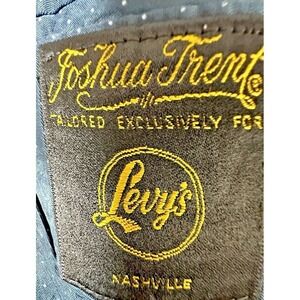 Joshua Trent®
TAILORED EXCLUSIVELY FOR
Levy's
NASHVILLE